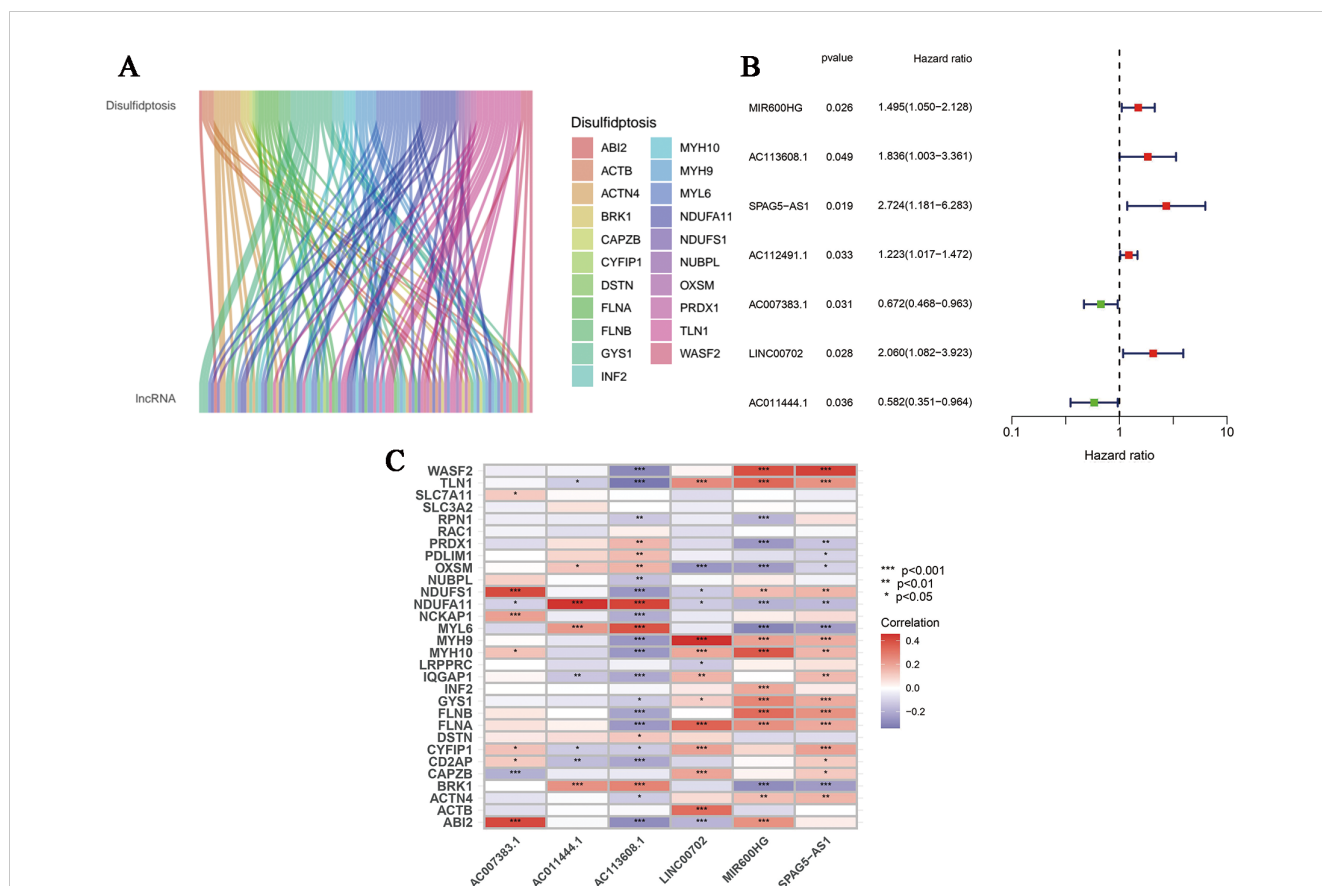 A
Disulfidptosis
lncRNA
Disulfidptosis
ABI2 MYH10
ACTB MYH9
ACTN4 MYL6
BRK1 NDUFA11
CAPZB NDUFS1
CYFIP1 NUBPL
DSTN OXSM
FLNA PRDX1
FLNB TLN1
GYS1 WASF2
INF2
B
pvalue Hazard ratio
MIR600HG 0.026 1.495(1.050−2.128)
AC113608.1 0.049 1.836(1.003−3.361)
SPAG5−AS1 0.019 2.724(1.181−6.283)
AC112491.1 0.033 1.223(1.017−1.472)
AC007383.1 0.031 0.672(0.468−0.963)
LINC00702 0.028 2.060(1.082−3.923)
AC011444.1 0.036 0.582(0.351−0.964)
0.1 1 10
Hazard ratio
C
WASF2 *** *** ***
TLN1 * *** *** *** ***
SLC7A11 *
SLC3A2
RPN1 ** ***
RAC1
PRDX1 ** *** **
PDLIM1 ** *
OXSM * ** *** *** *
NUBPL **
NDUFS1 *** *** * ** **
NDUFA11 * *** *** * *** **
NCKAP1 *** ***
MYL6 *** *** *** ***
MYH9 *** *** *** ***
MYH10 * *** *** *** **
LRPPRC *
IQGAP1 ** *** ** **
INF2 ***
GYS1 * * *** ***
FLNB *** *** ***
FLNA *** *** *** ***
DSTN *
CYFIP1 * * * *** ***
CD2AP * ** *** *
CAPZB *** *** *
BRK1 *** *** *** ***
ACTN4 * ** **
ACTB ***
ABI2 *** *** *** ***
AC007383.1 AC011444.1 AC113608.1 LINC00702 MIR600HG SPAG5−AS1
*** p<0.001
** p<0.01
* p<0.05
Correlation
0.4
0.2
0.0
−0.2